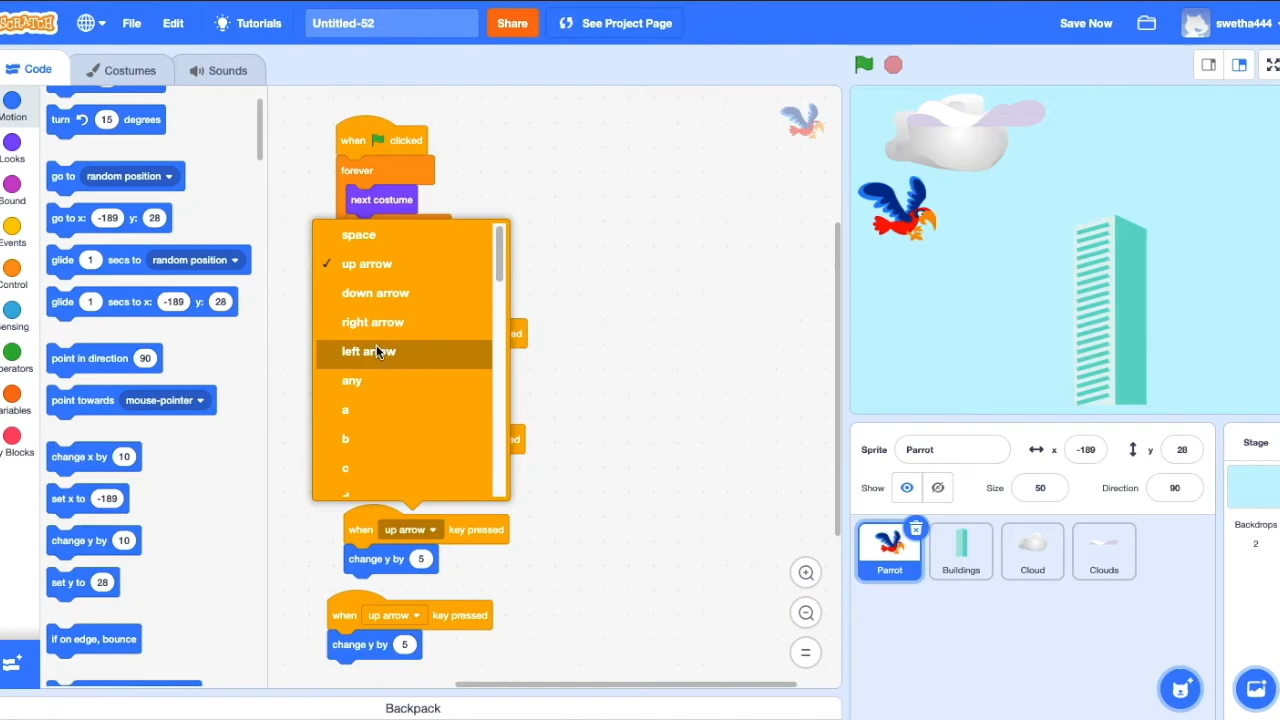 SCRATCH File Edit Tutorials Untitled-52 Share See Project Page Save Now swetha444
Code Costumes Sounds
Motion
Looks
Sound
Events
Control
Sensing
Operators
Variables
My Blocks
turn 15 degrees
go to random position
go to x: -189 y: 28
glide 1 secs to random position
glide 1 secs to x: -189 y: 28
point in direction 90
point towards mouse-pointer
change x by 10
set x to -189
change y by 10
set y to 28
if on edge, bounce
when clicked
forever
next costume
space
✓ up arrow
down arrow
right arrow
left arrow
any
a
b
c
ed
ed
when up arrow key pressed
change y by 5
when up arrow key pressed
change y by 5
Backpack
Sprite Parrot x -189 y 28
Show Size 50 Direction 90
Parrot Buildings Cloud Clouds
Stage
Backdrops
2